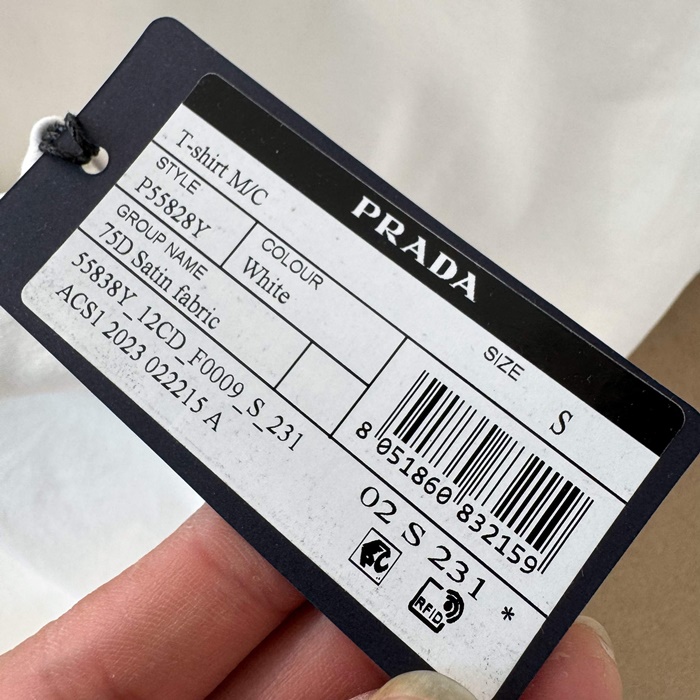 PRADA
T-shirt M/C
STYLE
P55828Y
COLOUR
White
SIZE
S
GROUP NAME
75D Satin fabric
55838Y_12CD_F0009_S_231
ACS1 2023 022215 A
8 051860 832159
02 S 231 *
RFID